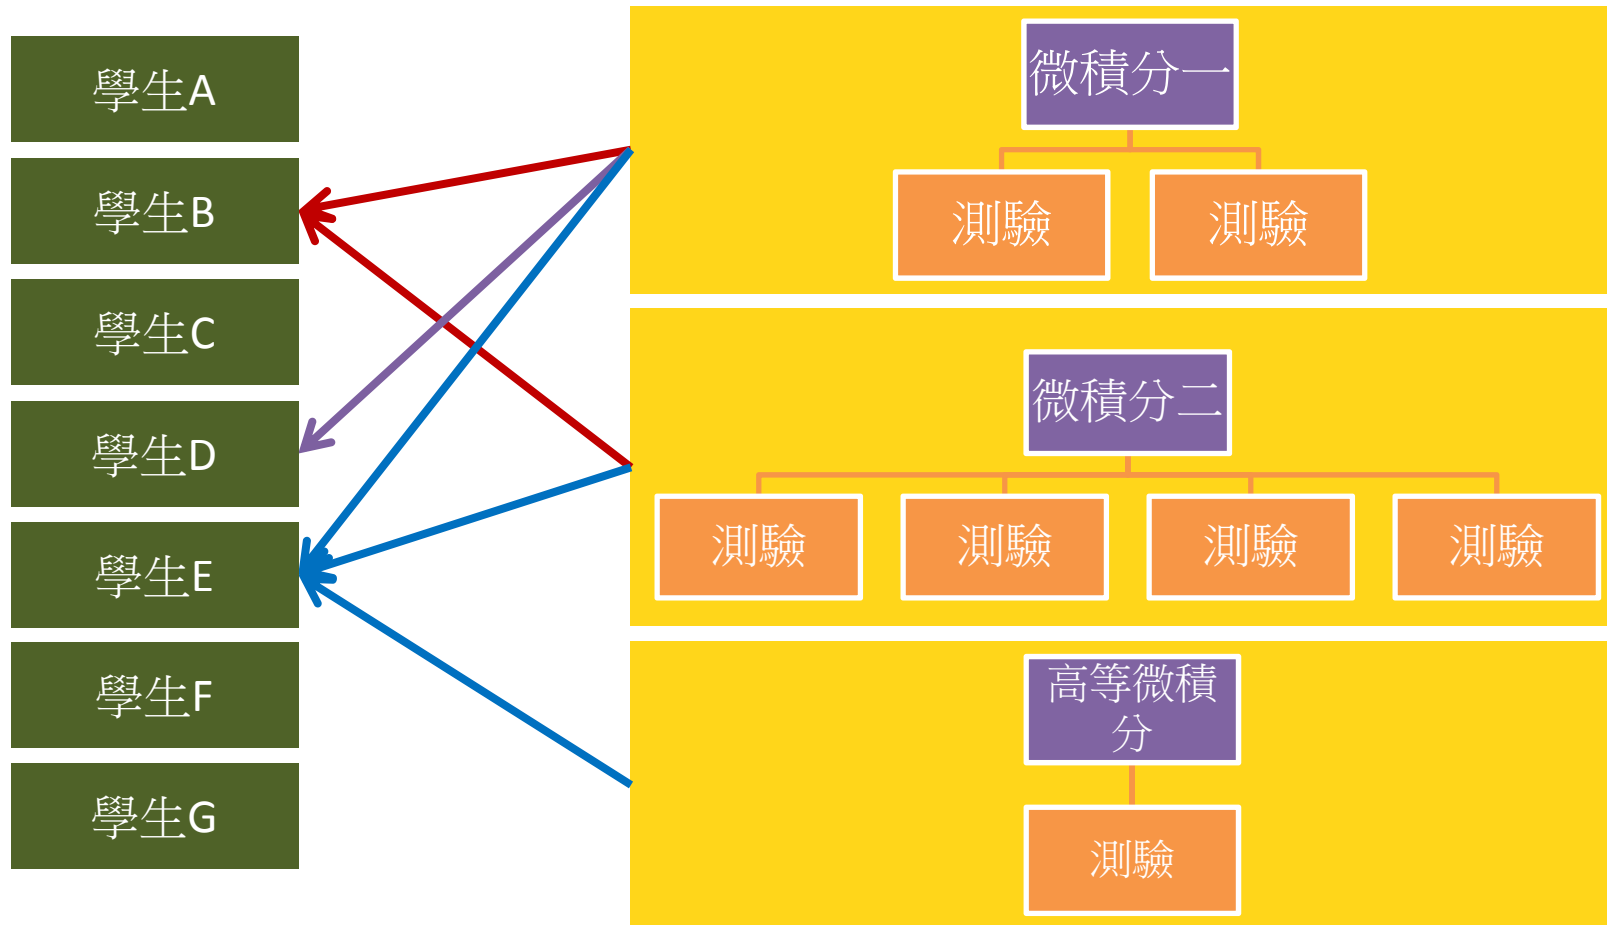 學生A
學生B
學生C
學生D
學生E
學生F
學生G
微積分一
測驗
測驗
微積分二
測驗
測驗
測驗
測驗
高等微積
分
測驗